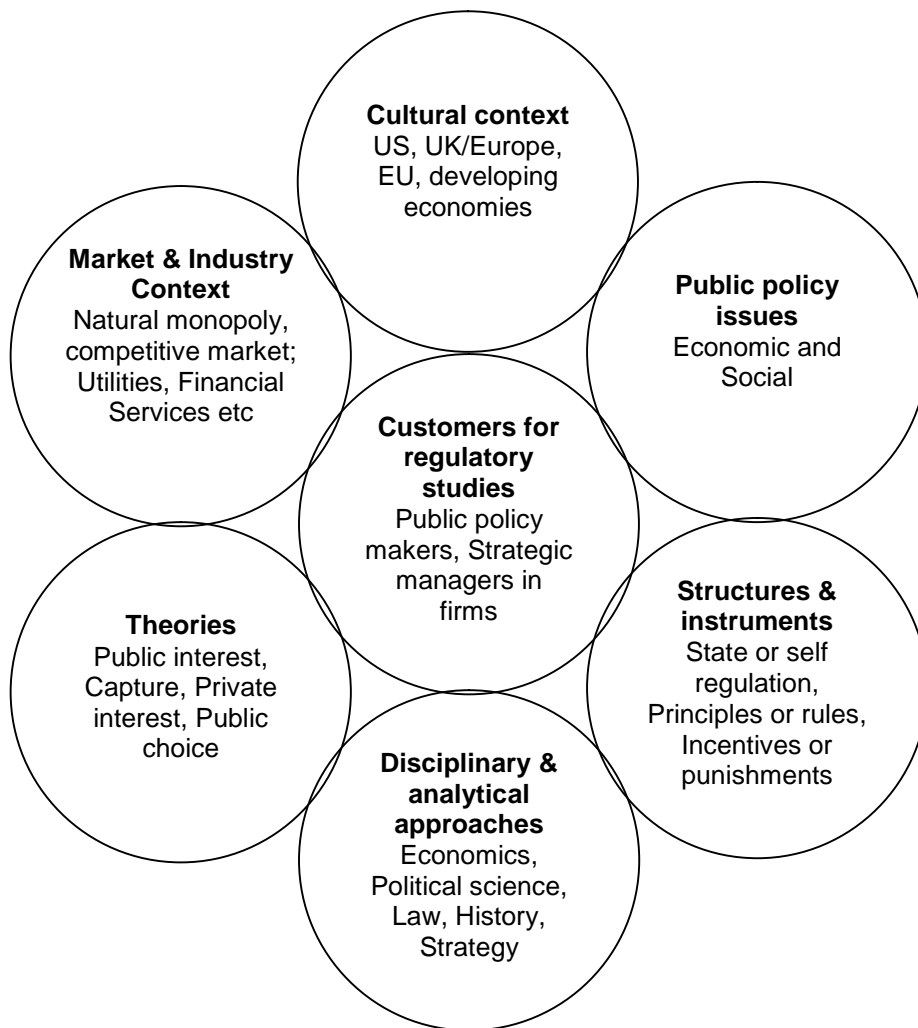 Cultural context
US, UK/Europe,
EU, developing
economies
Market & Industry
Context
Natural monopoly,
competitive market;
Utilities, Financial
Services etc
Public policy
issues
Economic and
Social
Customers for
regulatory
studies
Public policy
makers, Strategic
managers in
firms
Theories
Public interest,
Capture, Private
interest, Public
choice
Structures &
instruments
State or self
regulation,
Principles or rules,
Incentives or
punishments
Disciplinary &
analytical
approaches
Economics,
Political science,
Law, History,
Strategy